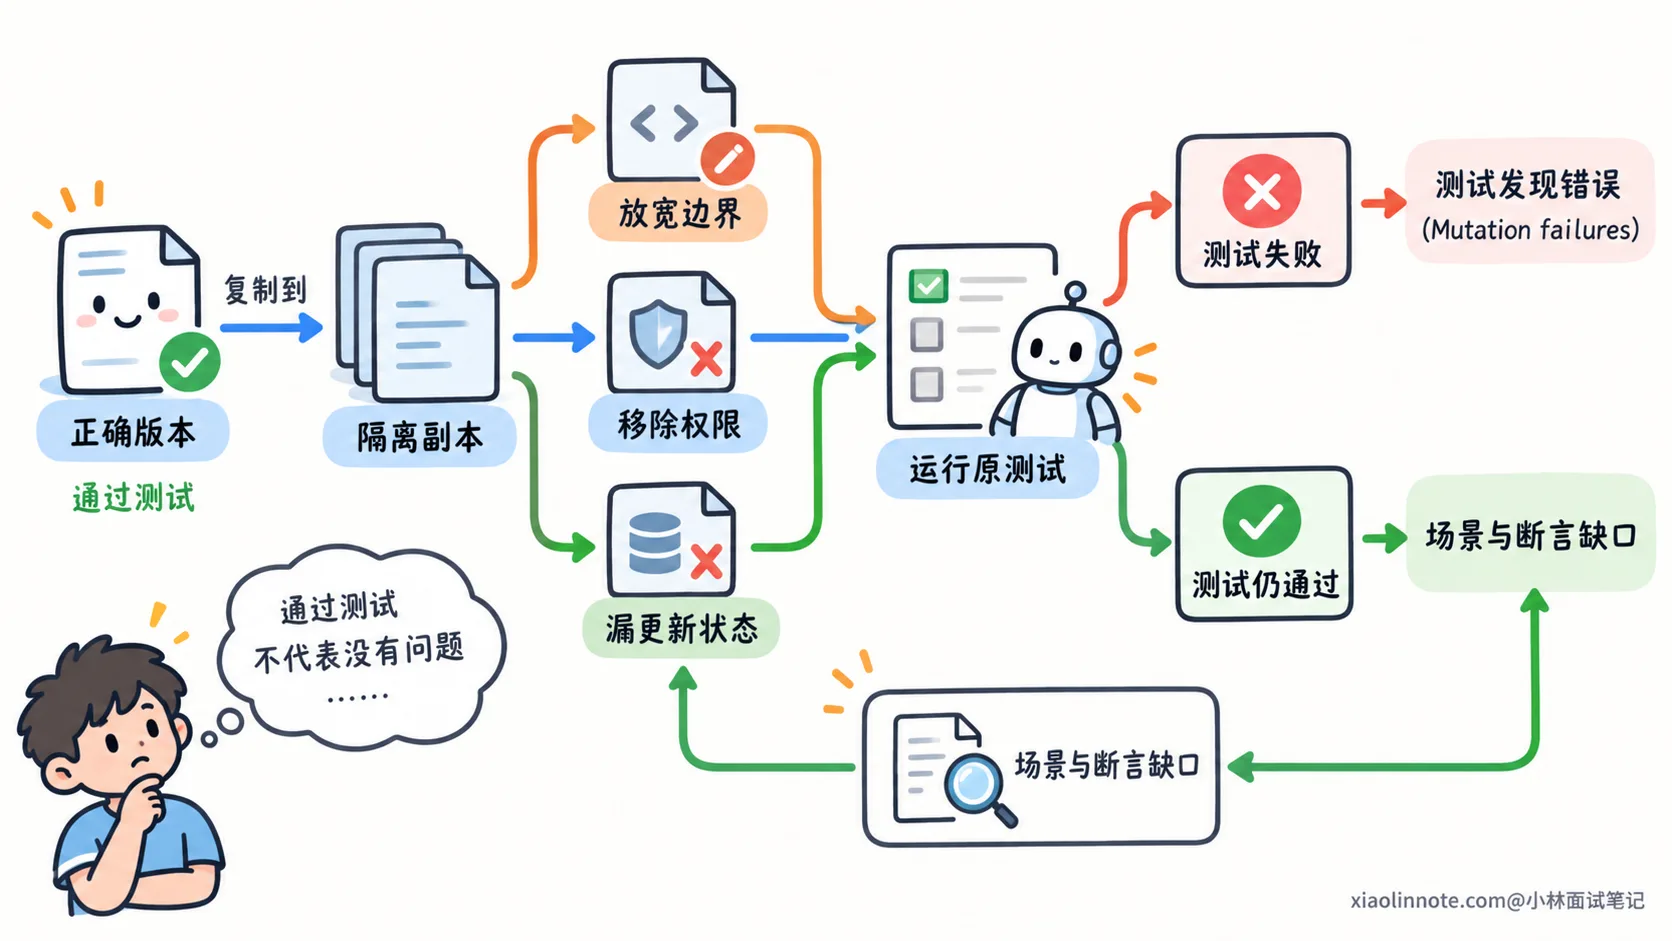 正确版本
通过测试
复制到
隔离副本
放宽边界
移除权限
漏更新状态
运行原测试
测试失败
测试发现错误
(Mutation failures)
测试仍通过
场景与断言缺口
场景与断言缺口
通过测试
不代表没有问题
......
xiaolinnote.com@小林面试笔记